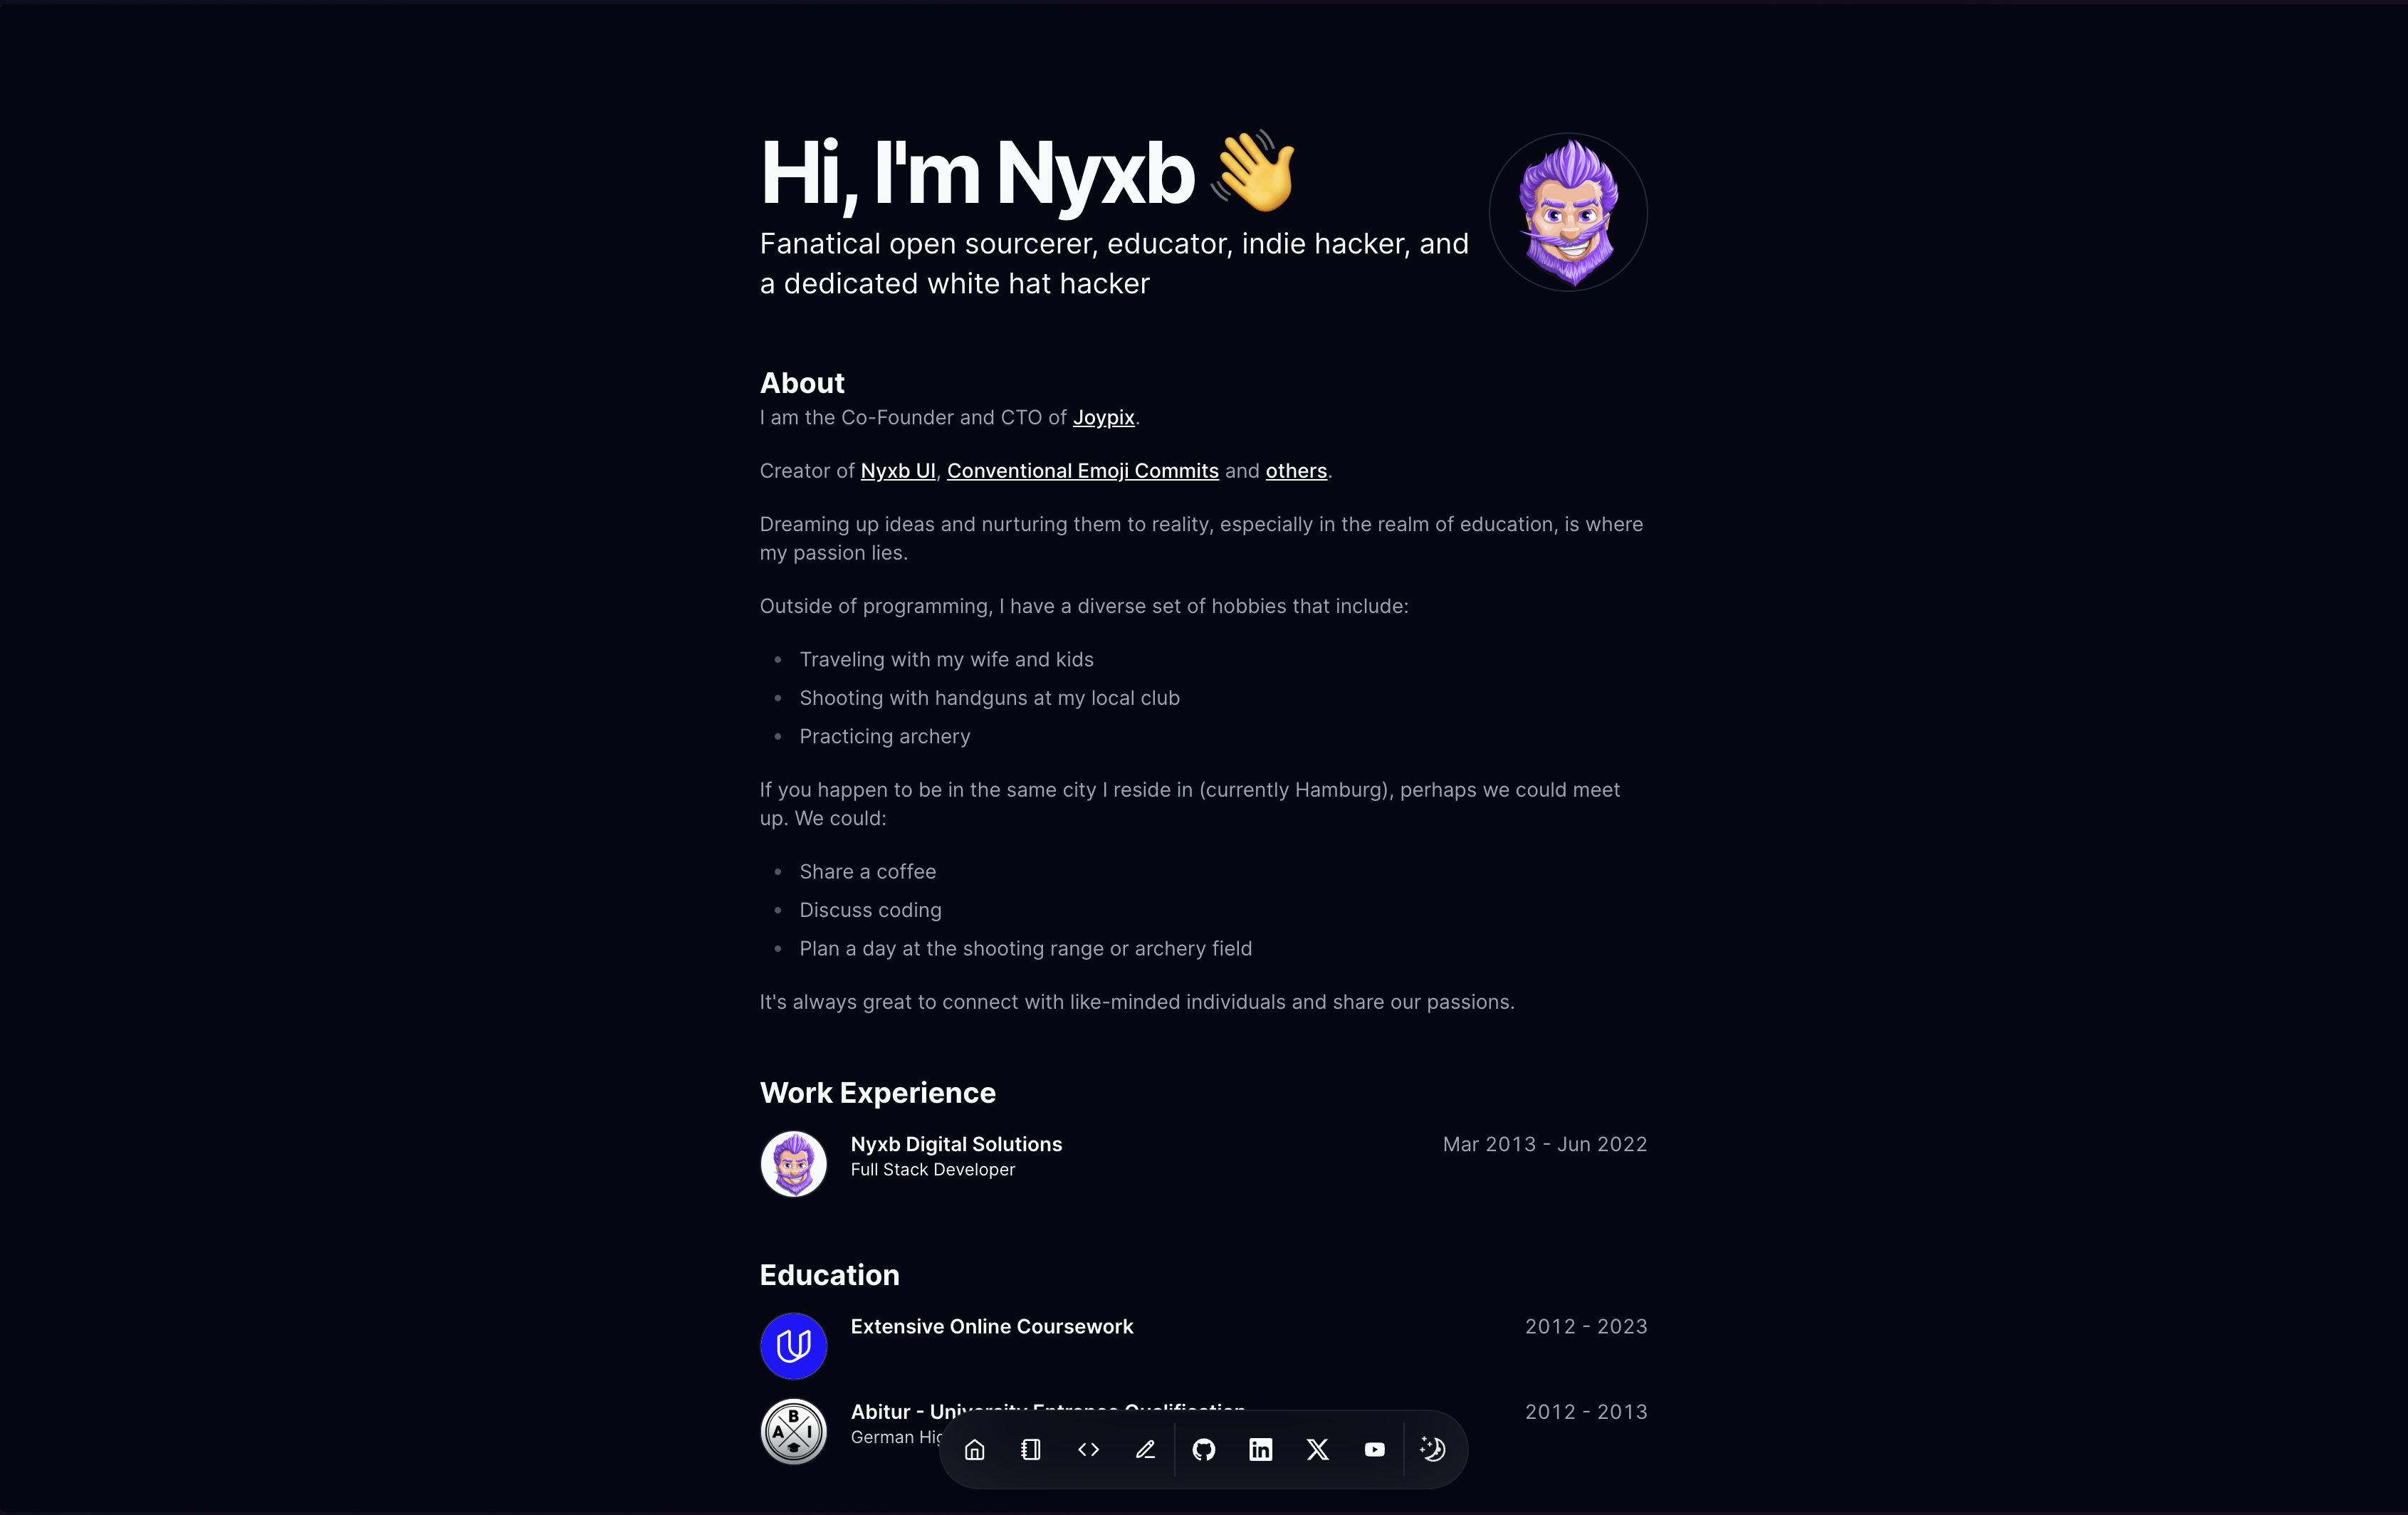 Hi, I'm Nyxb 👋
Fanatical open sourcerer, educator, indie hacker, and
a dedicated white hat hacker
About
I am the Co-Founder and CTO of Joypix.
Creator of Nyxb UI, Conventional Emoji Commits and others.
Dreaming up ideas and nurturing them to reality, especially in the realm of education, is where
my passion lies.
Outside of programming, I have a diverse set of hobbies that include:
• Traveling with my wife and kids
• Shooting with handguns at my local club
• Practicing archery
If you happen to be in the same city I reside in (currently Hamburg), perhaps we could meet
up. We could:
• Share a coffee
• Discuss coding
• Plan a day at the shooting range or archery field
It's always great to connect with like-minded individuals and share our passions.
Work Experience
Nyxb Digital Solutions Mar 2013 - Jun 2022
Full Stack Developer
Education
Extensive Online Coursework 2012 - 2023
Abitur - University Entrance Qualification 2012 - 2013
A B I
German